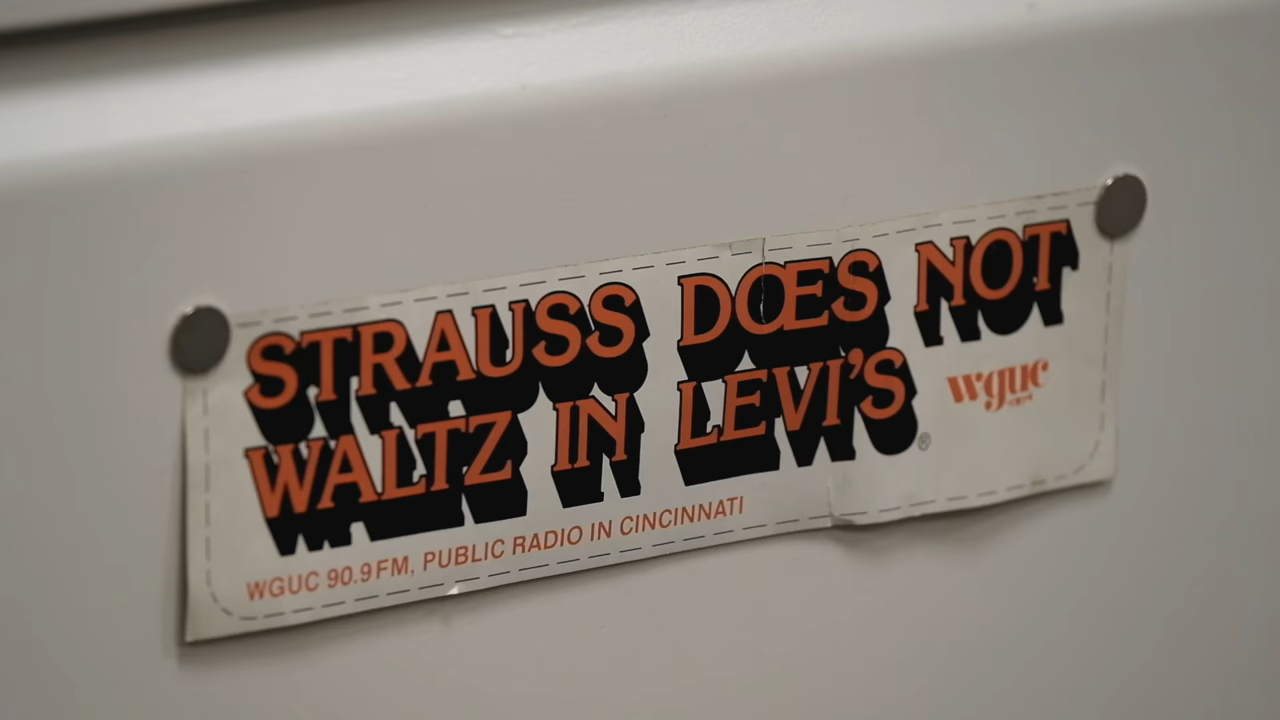 STRAUSS DOES NOT
WALTZ IN LEVI'S®
wguc
WGUC 90.9 FM, PUBLIC RADIO IN CINCINNATI